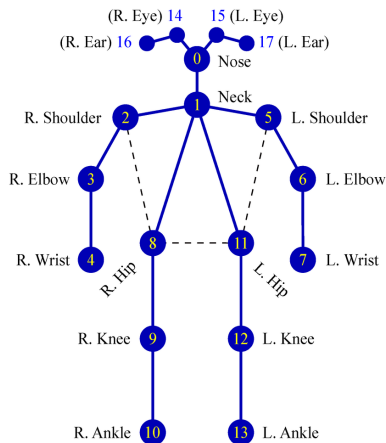 (R. Eye) 14 15 (L. Eye)
(R. Ear) 16 17 (L. Ear)
0 Nose
1 Neck
R. Shoulder 2 5 L. Shoulder
R. Elbow 3 6 L. Elbow
R. Wrist 4 8 R. Hip 11 L. Hip 7 L. Wrist
R. Knee 9 12 L. Knee
R. Ankle 10 13 L. Ankle